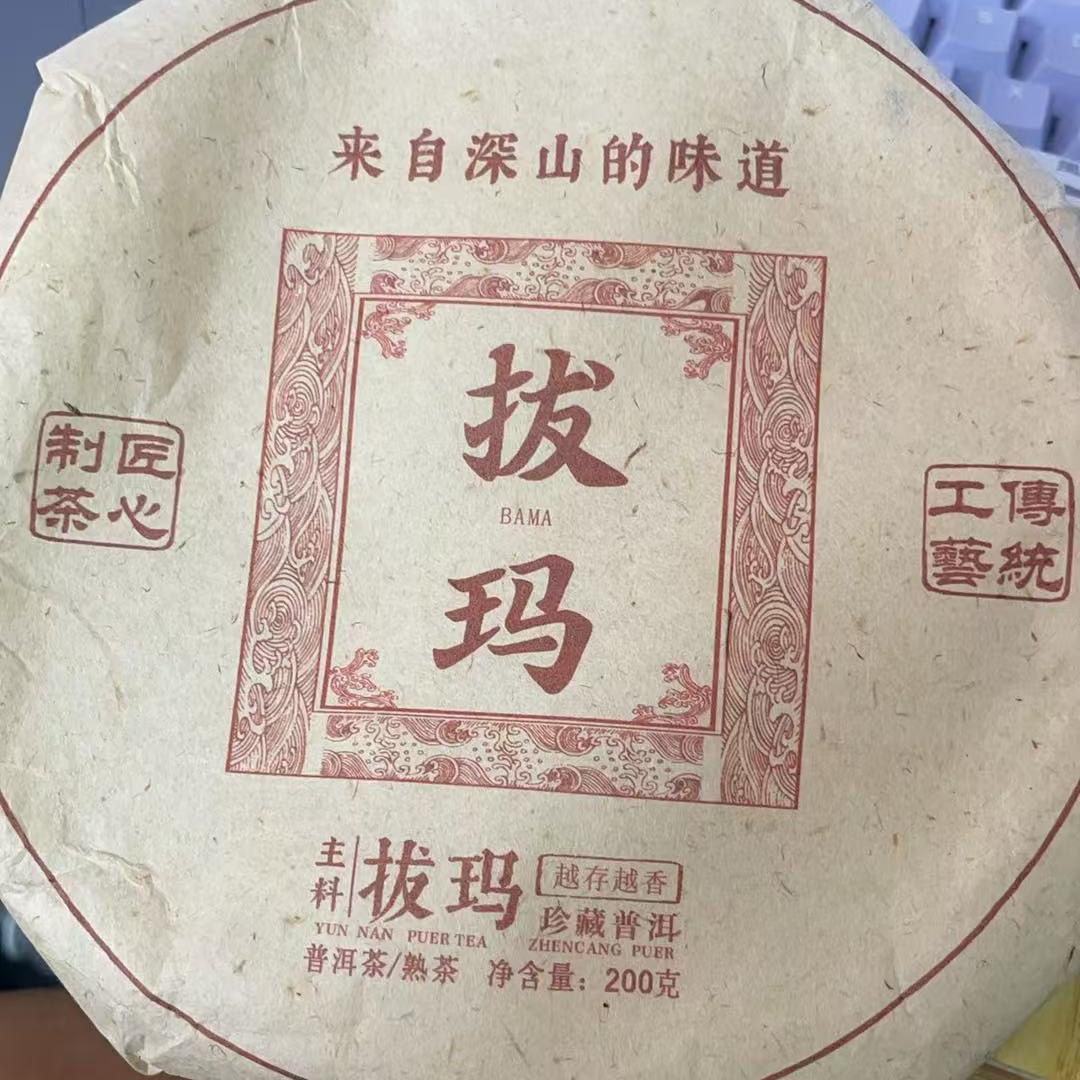 来自深山的味道
拔
BAMA
玛
匠心
制茶
傳統
工藝
主料
拔玛
越存越香
珍藏普洱
YUN NAN PUER TEA
ZHENCANG PUER
普洱茶/熟茶 净含量：200克